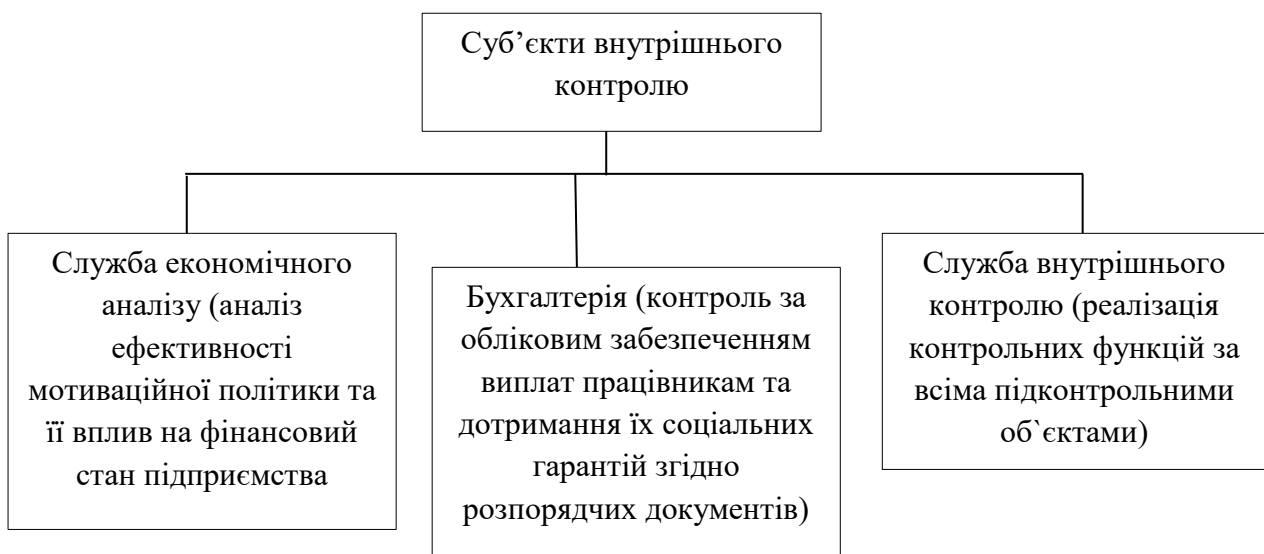 Суб’єкти внутрішнього
контролю
Служба економічного
аналізу (аналіз
ефективності
мотиваційної політики та
її вплив на фінансовий
стан підприємства
Бухгалтерія (контроль за
обліковим забезпеченням
виплат працівникам та
дотримання їх соціальних
гарантій згідно
розпорядчих документів)
Служба внутрішнього
контролю (реалізація
контрольних функцій за
всіма підконтрольними
об`єктами)